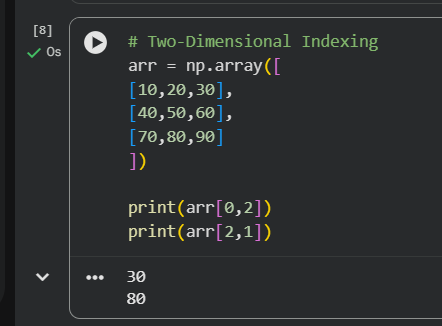 [8]
0s
# Two-Dimensional Indexing
arr = np.array([
[10,20,30],
[40,50,60],
[70,80,90]
])
print(arr[0,2])
print(arr[2,1])
30
80